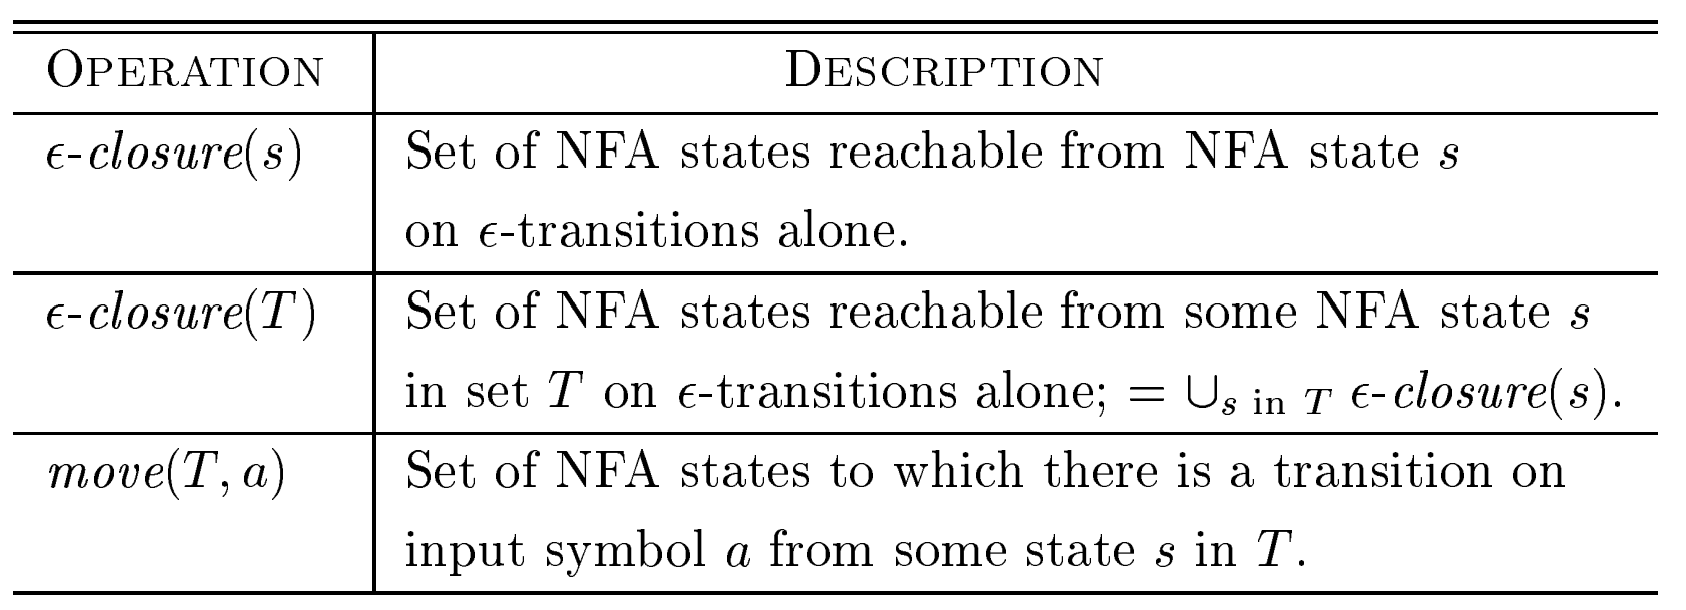 OPERATION DESCRIPTION
ϵ-closure(s) Set of NFA states reachable from NFA state s
on ϵ-transitions alone.
ϵ-closure(T) Set of NFA states reachable from some NFA state s
in set T on ϵ-transitions alone; = ∪s in T ϵ-closure(s).
move(T, a) Set of NFA states to which there is a transition on
input symbol a from some state s in T.